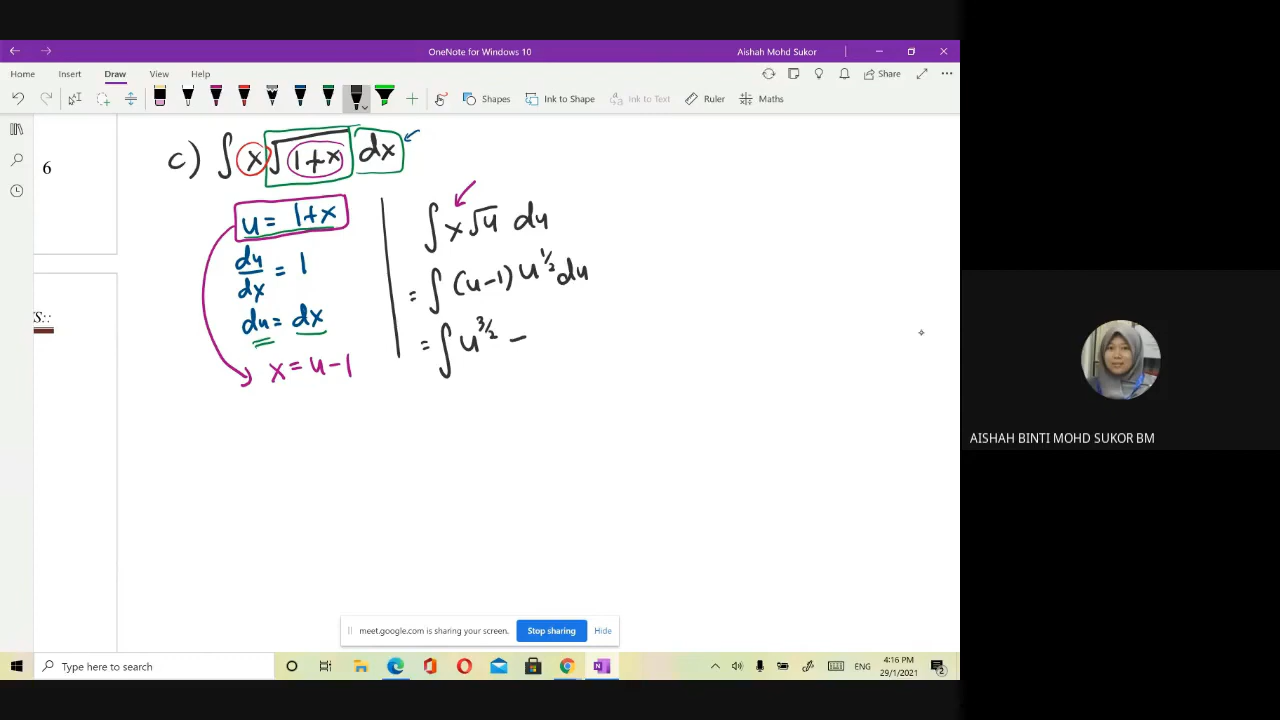 OneNote for Windows 10
Aishah Mohd Sukor
Home Insert Draw View Help
Share
Shapes Ink to Shape Ink to Text Ruler Maths
6
c) ∫ x √(1+x) dx
u = 1+x
du/dx = 1
du = dx
x = u - 1
∫ x √u du
= ∫ (u-1) u^1/2 du
= ∫ u^3/2 -
S::
AISHAH BINTI MOHD SUKOR BM
meet.google.com is sharing your screen. Stop sharing Hide
Type here to search
ENG
4:16 PM
29/1/2021
2